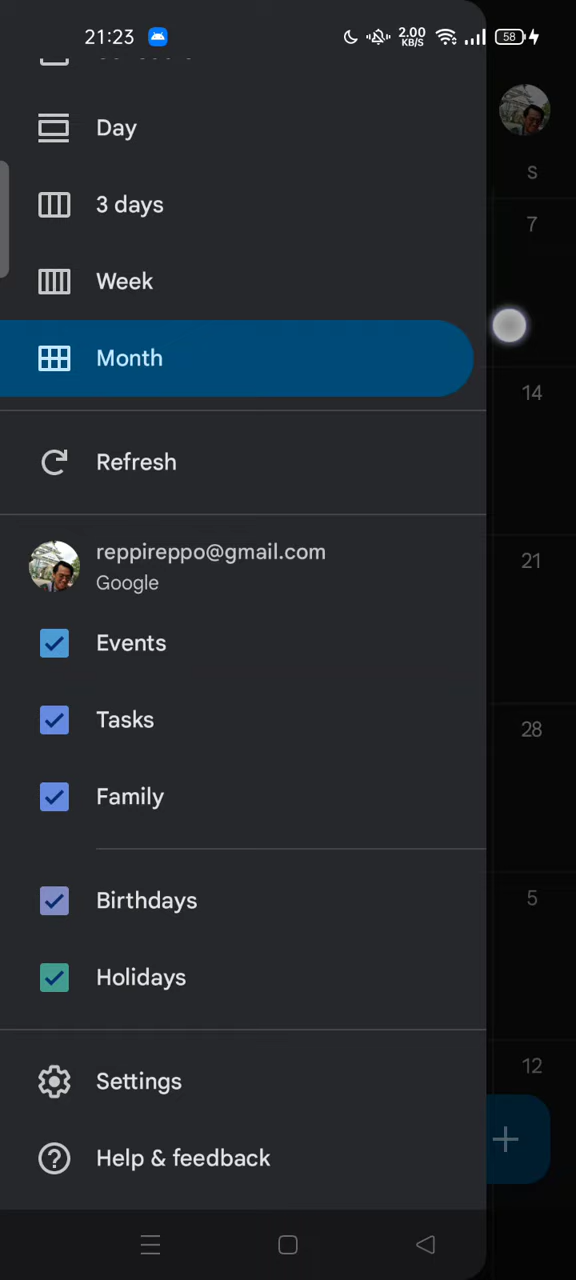 21:23
2.00
KB/S
58
Day
S
3 days
7
Week
Month
14
Refresh
reppireppo@gmail.com
21
Google
Events
Tasks
28
Family
Birthdays
5
Holidays
12
Settings
Help & feedback